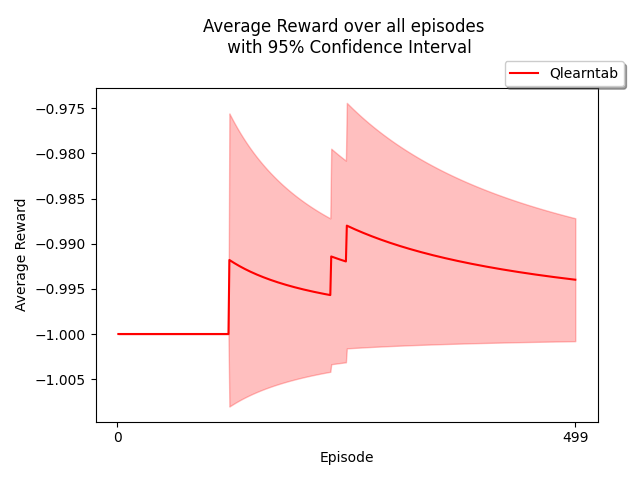 Average Reward over all episodes
with 95% Confidence Interval
Qlearntab
−0.975
−0.980
−0.985
−0.990
−0.995
−1.000
−1.005
Average Reward
0
499
Episode